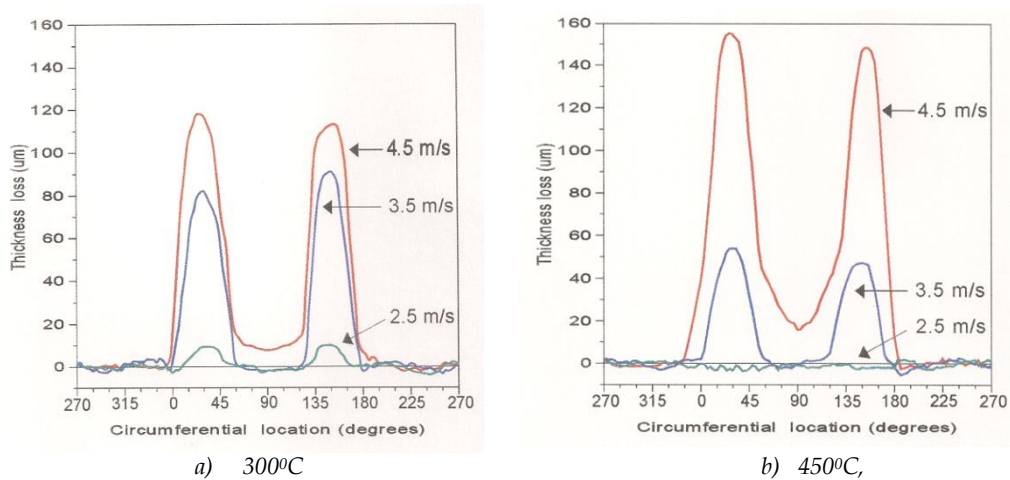 160
140
120
100
80
60
40
20
0
Thickness loss (um)
4.5 m/s
3.5 m/s
2.5 m/s
270 315 0 45 90 135 180 225 270
Circumferential location (degrees)
a) 300⁰C
160
140
120
100
80
60
40
20
0
Thickness loss (um)
4.5 m/s
3.5 m/s
2.5 m/s
270 315 0 45 90 135 180 225 270
Circumferential location (degrees)
b) 450⁰C,